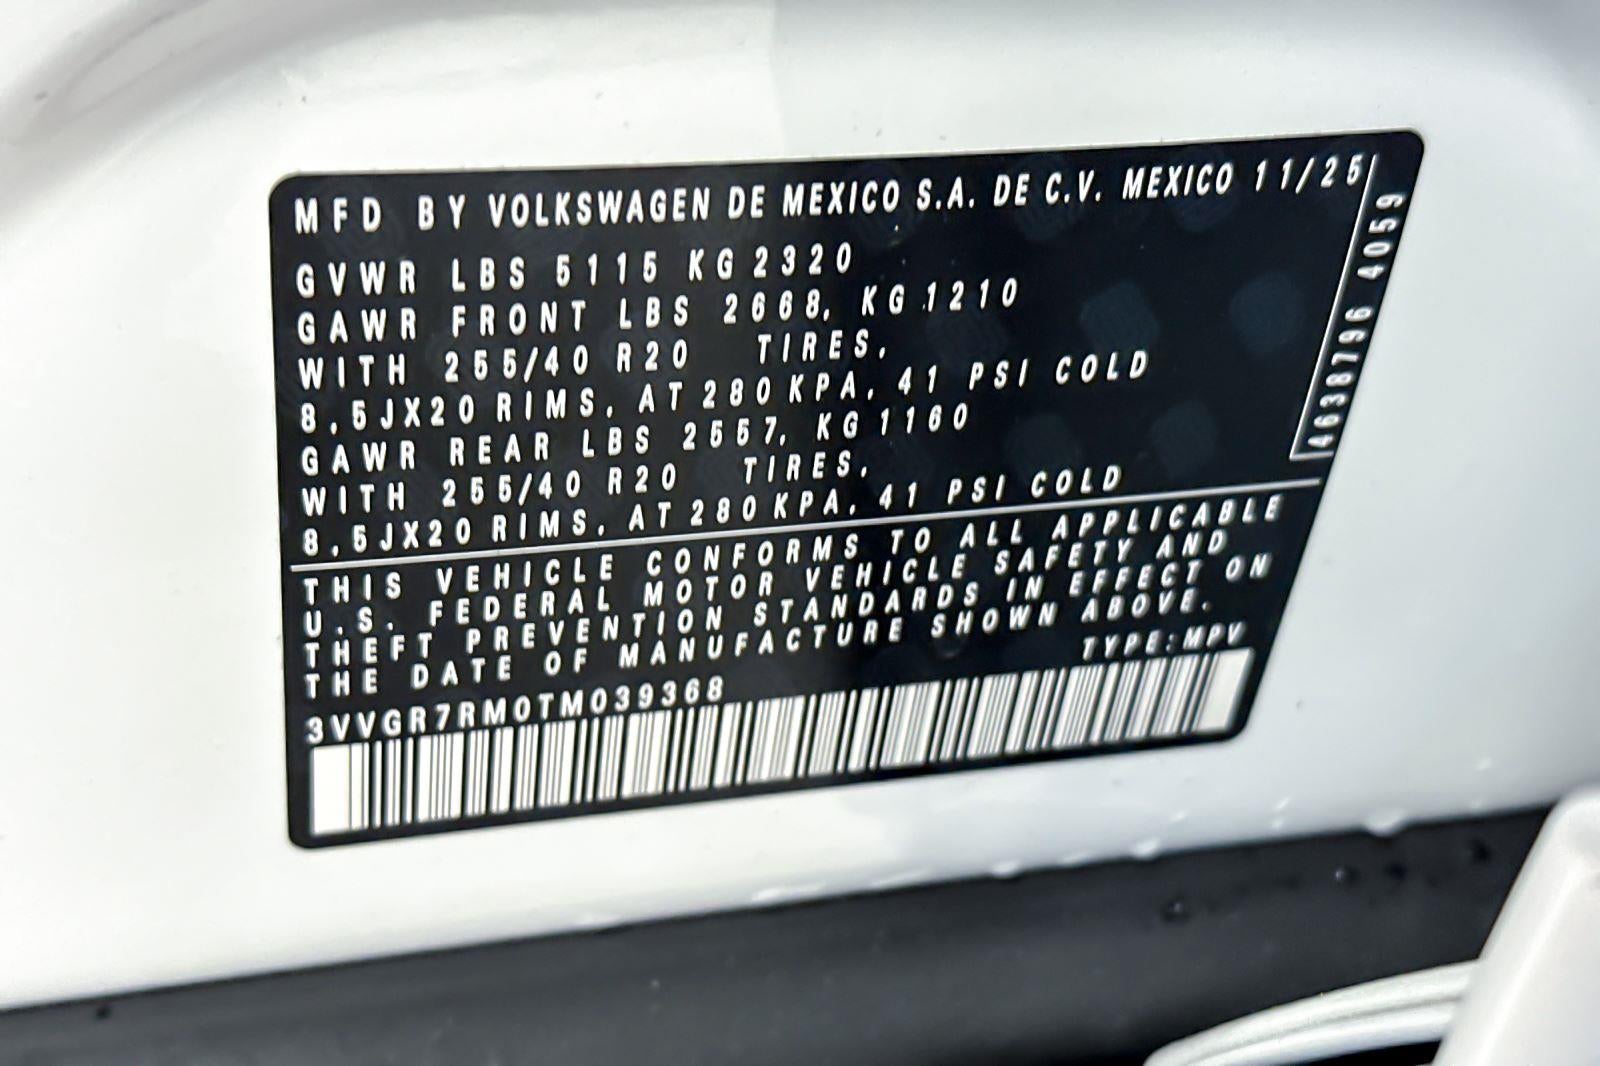 MFD BY VOLKSWAGEN DE MEXICO S.A. DE C.V. MEXICO 11/25
GVWR LBS 5115 KG 2320
GAWR FRONT LBS 2668, KG 1210
WITH 255/40 R20 TIRES,
8,5JX20 RIMS, AT 280 KPA, 41 PSI COLD
GAWR REAR LBS 2557, KG 1160
WITH 255/40 R20 TIRES,
8,5JX20 RIMS, AT 280 KPA, 41 PSI COLD
4638796 4059
THIS VEHICLE CONFORMS TO ALL APPLICABLE
U.S. FEDERAL MOTOR VEHICLE SAFETY AND
THEFT PREVENTION STANDARDS IN EFFECT ON
THE DATE OF MANUFACTURE SHOWN ABOVE.
TYPE:MPV
3VVGR7RM0TM039368